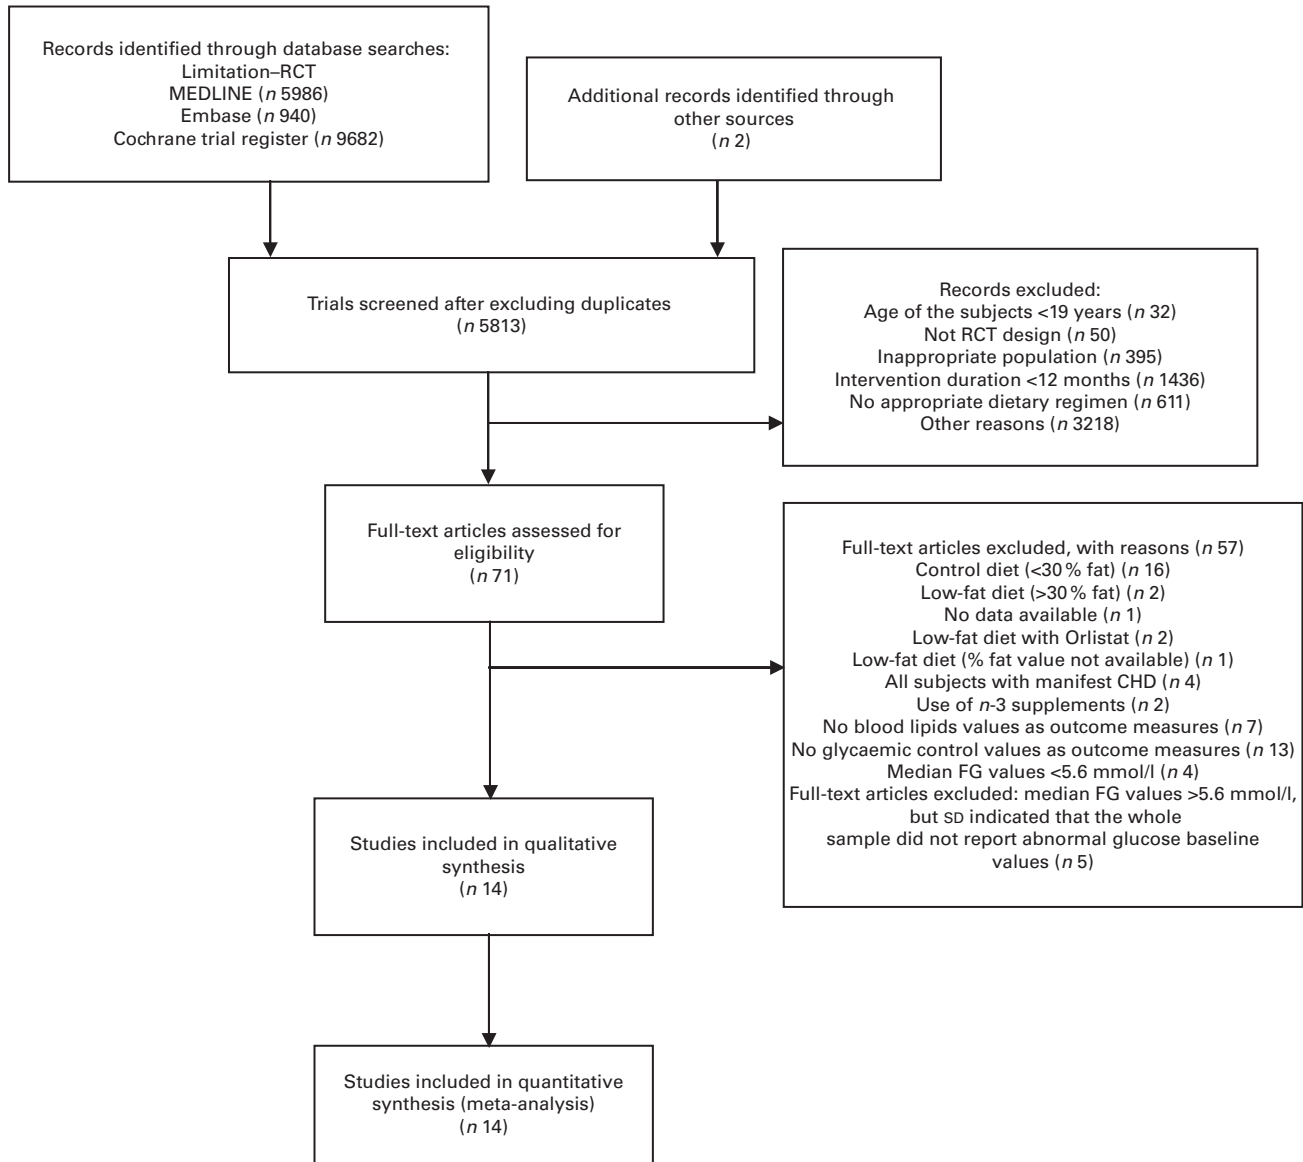 Records identified through database searches:
Limitation–RCT
MEDLINE (n 5986)
Embase (n 940)
Cochrane trial register (n 9682)
Additional records identified through
other sources
(n 2)
Trials screened after excluding duplicates
(n 5813)
Records excluded:
Age of the subjects <19 years (n 32)
Not RCT design (n 50)
Inappropriate population (n 395)
Intervention duration <12 months (n 1436)
No appropriate dietary regimen (n 611)
Other reasons (n 3218)
Full-text articles assessed for
eligibility
(n 71)
Full-text articles excluded, with reasons (n 57)
Control diet (<30 % fat) (n 16)
Low-fat diet (>30 % fat) (n 2)
No data available (n 1)
Low-fat diet with Orlistat (n 2)
Low-fat diet (% fat value not available) (n 1)
All subjects with manifest CHD (n 4)
Use of n-3 supplements (n 2)
No blood lipids values as outcome measures (n 7)
No glycaemic control values as outcome measures (n 13)
Median FG values <5.6 mmol/l (n 4)
Full-text articles excluded: median FG values >5.6 mmol/l,
but SD indicated that the whole
sample did not report abnormal glucose baseline
values (n 5)
Studies included in qualitative
synthesis
(n 14)
Studies included in quantitative
synthesis (meta-analysis)
(n 14)